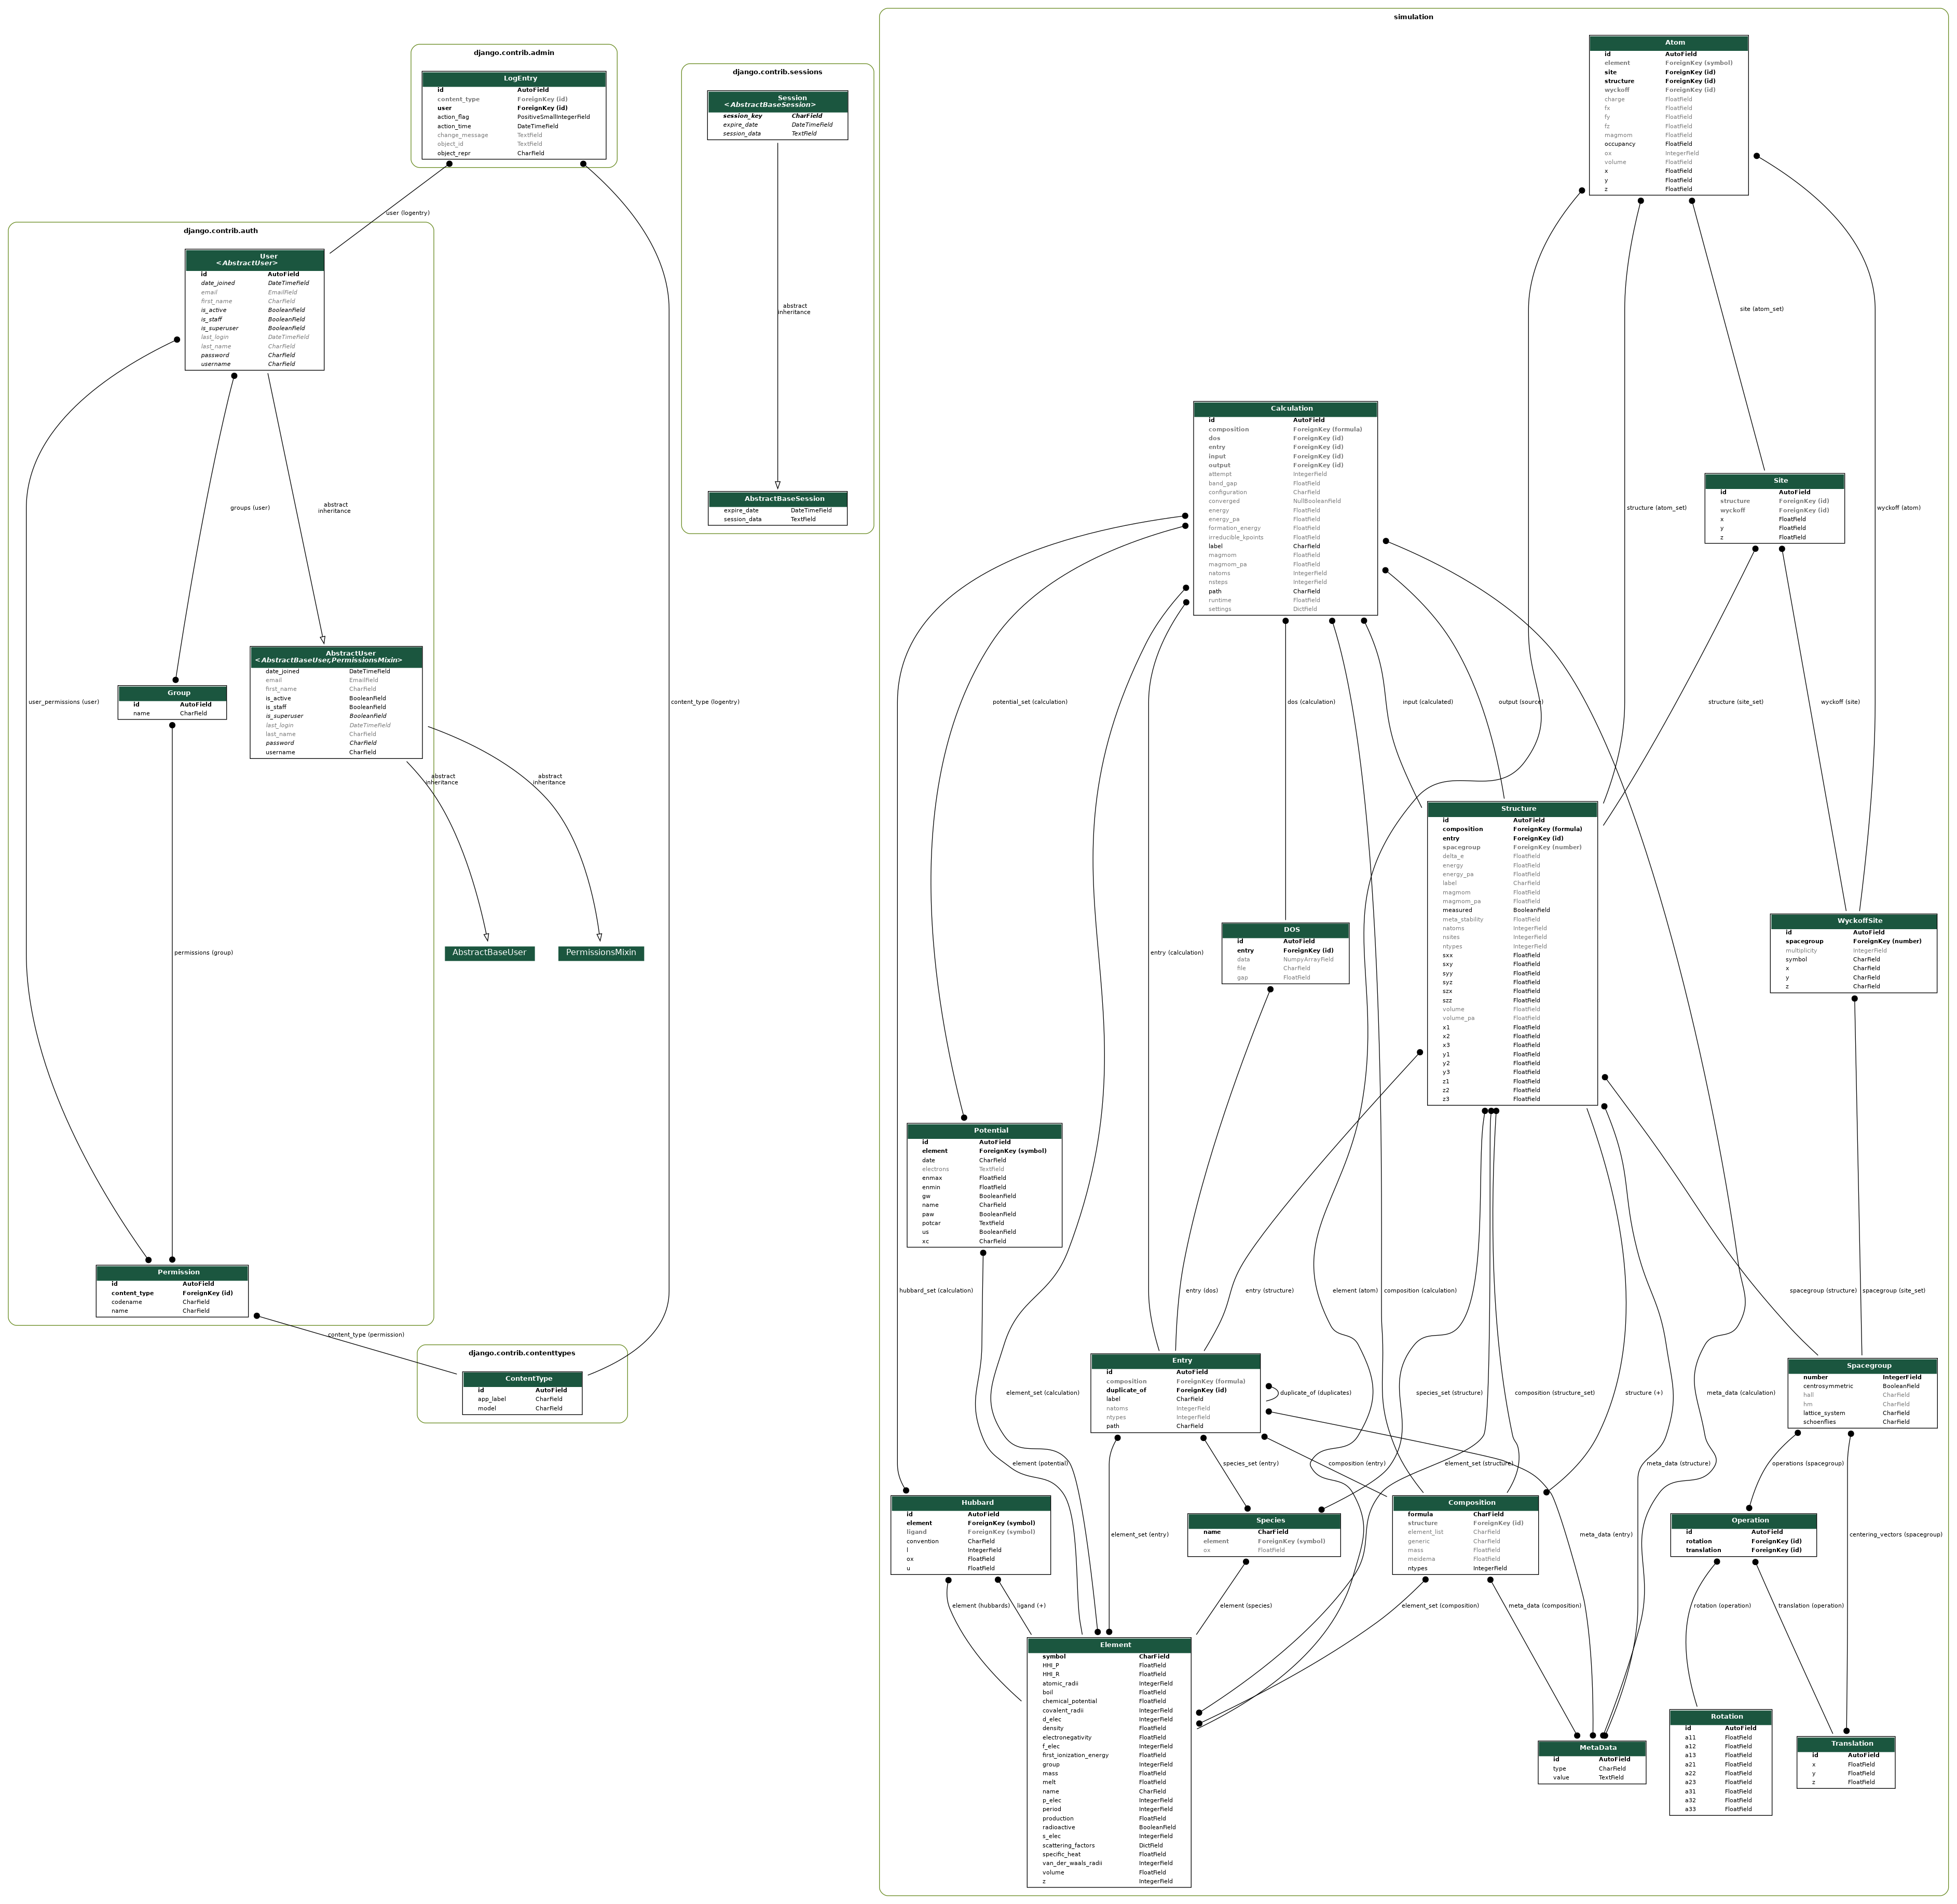 django.contrib.admin
LogEntry
id AutoField
content_type ForeignKey (id)
user ForeignKey (id)
action_flag PositiveSmallIntegerField
action_time DateTimeField
change_message TextField
object_id TextField
object_repr CharField
user (logentry)
content_type (logentry)
django.contrib.auth
User
<AbstractUser>
id AutoField
date_joined DateTimeField
email EmailField
first_name CharField
is_active BooleanField
is_staff BooleanField
is_superuser BooleanField
last_login DateTimeField
last_name CharField
password CharField
username CharField
groups (user)
abstract
inheritance
user_permissions (user)
Group
id AutoField
name CharField
AbstractUser
<AbstractBaseUser,PermissionsMixin>
date_joined DateTimeField
email EmailField
first_name CharField
is_active BooleanField
is_staff BooleanField
is_superuser BooleanField
last_login DateTimeField
last_name CharField
password CharField
username CharField
abstract
inheritance
abstract
inheritance
AbstractBaseUser
PermissionsMixin
permissions (group)
Permission
id AutoField
content_type ForeignKey (id)
codename CharField
name CharField
content_type (permission)
django.contrib.contenttypes
ContentType
id AutoField
app_label CharField
model CharField
django.contrib.sessions
Session
<AbstractBaseSession>
session_key CharField
expire_date DateTimeField
session_data TextField
abstract
inheritance
AbstractBaseSession
expire_date DateTimeField
session_data TextField
simulation
Atom
id AutoField
element ForeignKey (symbol)
site ForeignKey (id)
structure ForeignKey (id)
wyckoff ForeignKey (id)
charge FloatField
fx FloatField
fy FloatField
fz FloatField
magmom FloatField
occupancy FloatField
ox IntegerField
volume FloatField
x FloatField
y FloatField
z FloatField
site (atom_set)
structure (atom_set)
wyckoff (atom)
Calculation
id AutoField
composition ForeignKey (formula)
dos ForeignKey (id)
entry ForeignKey (id)
input ForeignKey (id)
output ForeignKey (id)
attempt IntegerField
band_gap FloatField
configuration CharField
converged NullBooleanField
energy FloatField
energy_pa FloatField
formation_energy FloatField
irreducible_kpoints FloatField
label CharField
magmom FloatField
magmom_pa FloatField
natoms IntegerField
nsteps IntegerField
path CharField
runtime FloatField
settings DictField
Site
id AutoField
structure ForeignKey (id)
wyckoff ForeignKey (id)
x FloatField
y FloatField
z FloatField
potential_set (calculation)
dos (calculation)
input (calculated)
output (source)
structure (site_set)
wyckoff (site)
Structure
id AutoField
composition ForeignKey (formula)
entry ForeignKey (id)
spacegroup ForeignKey (number)
delta_e FloatField
energy FloatField
energy_pa FloatField
label CharField
magmom FloatField
magmom_pa FloatField
measured BooleanField
meta_stability FloatField
natoms IntegerField
nsites IntegerField
ntypes IntegerField
sxx FloatField
sxy FloatField
syy FloatField
syz FloatField
szx FloatField
szz FloatField
volume FloatField
volume_pa FloatField
x1 FloatField
x2 FloatField
x3 FloatField
y1 FloatField
y2 FloatField
y3 FloatField
z1 FloatField
z2 FloatField
z3 FloatField
WyckoffSite
id AutoField
spacegroup ForeignKey (number)
multiplicity IntegerField
symbol CharField
x CharField
y CharField
z CharField
DOS
id AutoField
entry ForeignKey (id)
data NumpyArrayField
file CharField
gap FloatField
entry (calculation)
Potential
id AutoField
element ForeignKey (symbol)
date CharField
electrons TextField
enmax FloatField
enmin FloatField
gw BooleanField
name CharField
paw BooleanField
potcar TextField
us BooleanField
xc CharField
hubbard_set (calculation)
entry (dos)
entry (structure)
element (atom)
composition (calculation)
spacegroup (structure)
spacegroup (site_set)
Entry
id AutoField
composition ForeignKey (formula)
duplicate_of ForeignKey (id)
label CharField
natoms IntegerField
ntypes IntegerField
path CharField
duplicate_of (duplicates)
element_set (calculation)
species_set (structure)
composition (structure_set)
structure (+)
meta_data (calculation)
Spacegroup
number IntegerField
centrosymmetric BooleanField
hall CharField
hm CharField
lattice_system CharField
schoenflies CharField
element (potential)
species_set (entry)
composition (entry)
element_set (structure)
meta_data (structure)
operations (spacegroup)
Hubbard
id AutoField
element ForeignKey (symbol)
ligand ForeignKey (symbol)
convention CharField
l IntegerField
ox FloatField
u FloatField
element_set (entry)
Species
name CharField
element ForeignKey (symbol)
ox FloatField
Composition
formula CharField
structure ForeignKey (id)
element_list CharField
generic CharField
mass FloatField
meidema FloatField
ntypes IntegerField
meta_data (entry)
Operation
id AutoField
rotation ForeignKey (id)
translation ForeignKey (id)
centering_vectors (spacegroup)
element (hubbards)
ligand (+)
element (species)
element_set (composition)
meta_data (composition)
rotation (operation)
translation (operation)
Element
symbol CharField
HHI_P FloatField
HHI_R FloatField
atomic_radii IntegerField
boil FloatField
chemical_potential FloatField
covalent_radii IntegerField
d_elec IntegerField
density FloatField
electronegativity FloatField
f_elec IntegerField
first_ionization_energy FloatField
group IntegerField
mass FloatField
melt FloatField
name CharField
p_elec IntegerField
period IntegerField
production FloatField
radioactive BooleanField
s_elec IntegerField
scattering_factors DictField
specific_heat FloatField
van_der_waals_radii IntegerField
volume FloatField
z IntegerField
MetaData
id AutoField
type CharField
value TextField
Rotation
id AutoField
a11 FloatField
a12 FloatField
a13 FloatField
a21 FloatField
a22 FloatField
a23 FloatField
a31 FloatField
a32 FloatField
a33 FloatField
Translation
id AutoField
x FloatField
y FloatField
z FloatField